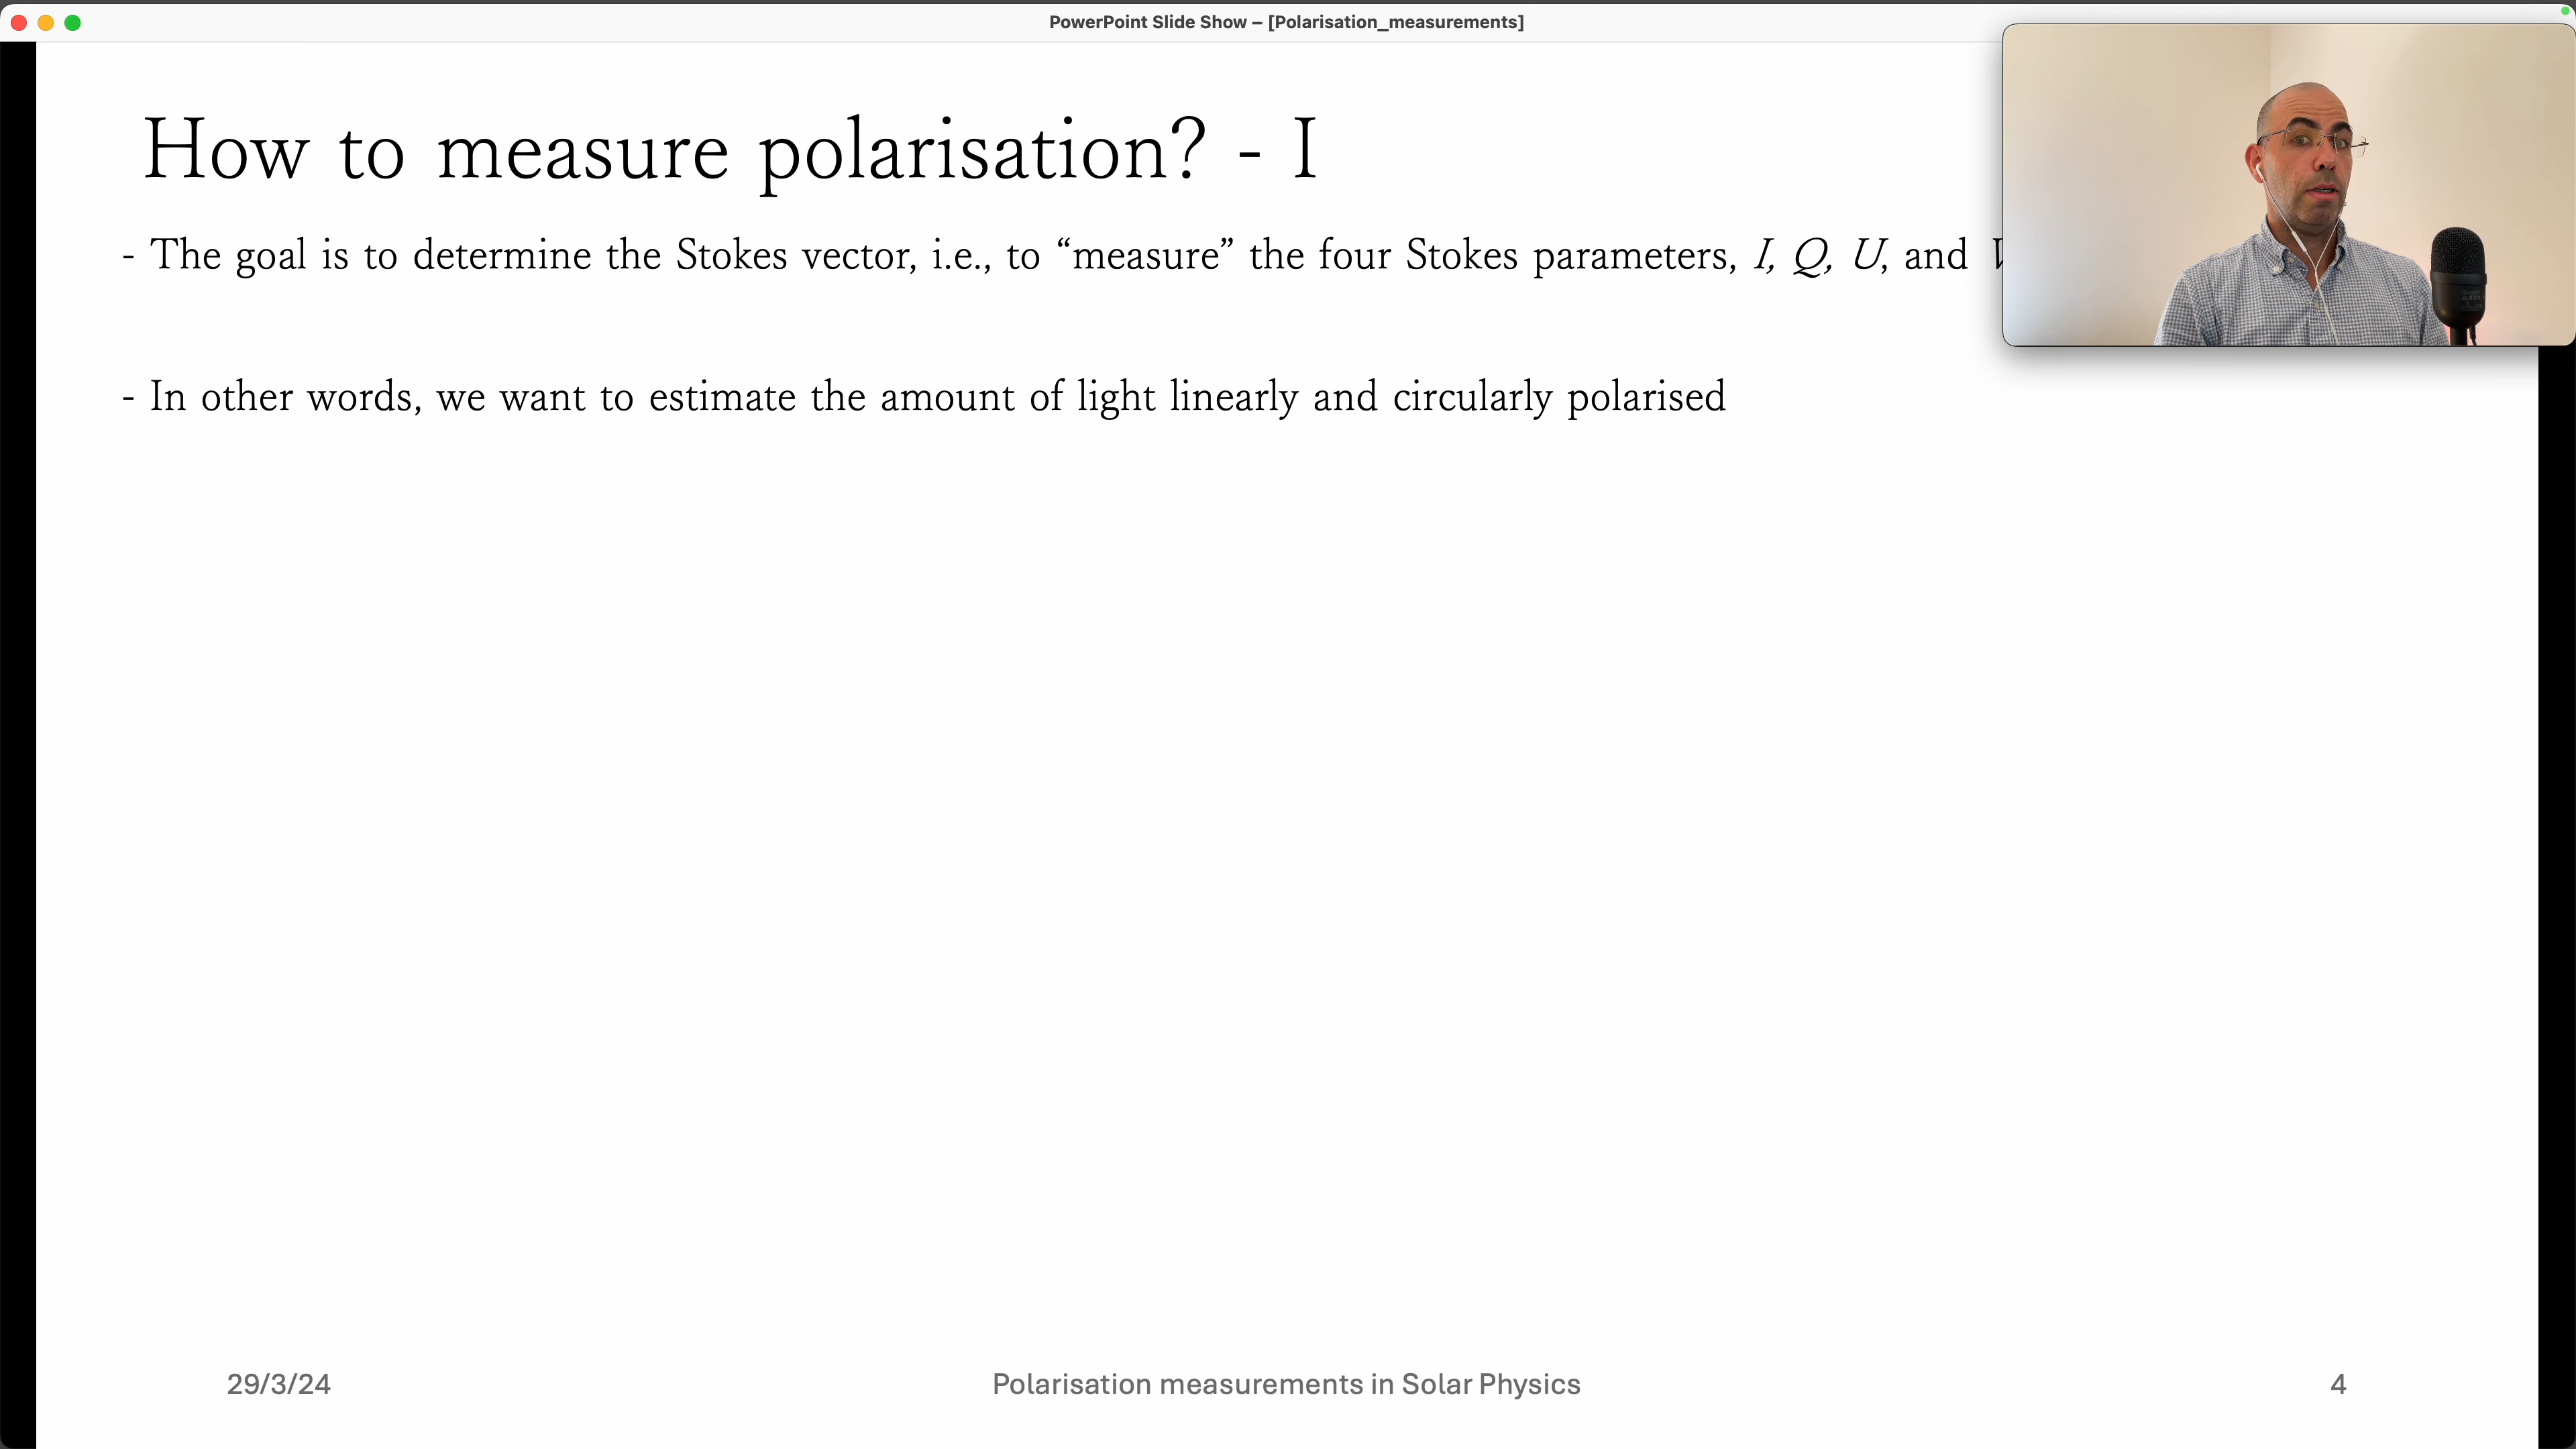 PowerPoint Slide Show – [Polarisation_measurements]
How to measure polarisation? - I
- The goal is to determine the Stokes vector, i.e., to “measure” the four Stokes parameters, I, Q, U, and
- In other words, we want to estimate the amount of light linearly and circularly polarised
29/3/24
Polarisation measurements in Solar Physics
4